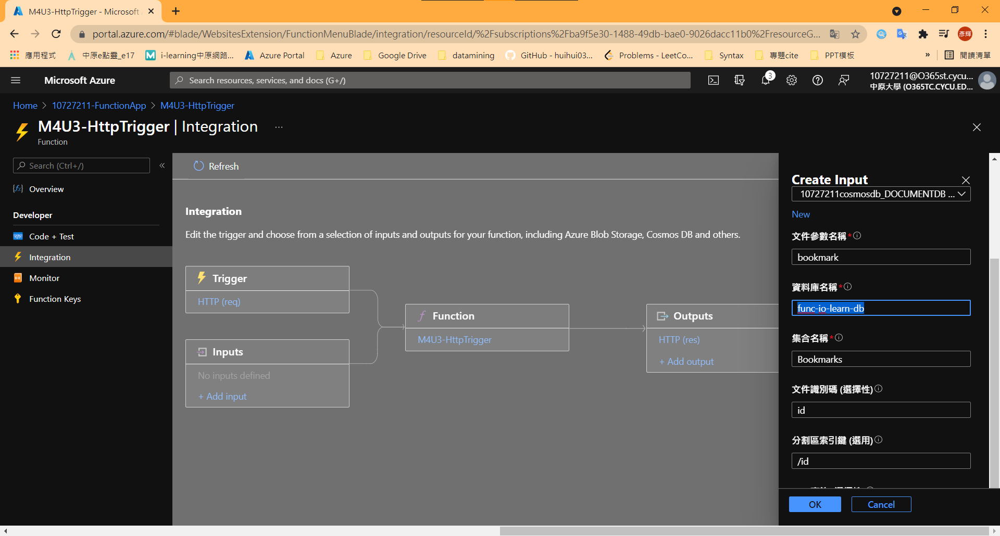 M4U3-HttpTrigger - Microsoft
portal.azure.com/#blade/WebsitesExtension/FunctionMenuBlade/integration/resourceId/%2Fsubscriptions%2Fba9f5e30-1488-49db-bae0-9026dacc11b0%2FresourceG...
彥輝
應用程式
中原e點靈_e17
M
i-learning中原網路...
Azure Portal
Azure
Google Drive
datamining
GitHub - huihui03...
Problems - LeetCo...
Syntax
專題cite
PPT模板
»
閱讀清單
Microsoft Azure
Search resources, services, and docs (G+/)
3
10727211@O365st.cycu...
中原大學 (O365TC.CYCU.ED...
Home > 10727211-FunctionApp > M4U3-HttpTrigger
M4U3-HttpTrigger | Integration ...
Function
Search (Ctrl+/)
«
Overview
Developer
Code + Test
Integration
Monitor
Function Keys
Refresh
Integration
Edit the trigger and choose from a selection of inputs and outputs for your function, including Azure Blob Storage, Cosmos DB and others.
Trigger
HTTP (req)
Inputs
No inputs defined
+ Add input
Function
M4U3-HttpTrigger
Outputs
HTTP (res)
+ Add output
Create Input
10727211cosmosdb_DOCUMENTDB ...
New
文件參數名稱*
bookmark
資料庫名稱*
func-io-learn-db
集合名稱*
Bookmarks
文件識別碼 (選擇性)
id
分割區索引鍵 (選用)
/id
OK
Cancel